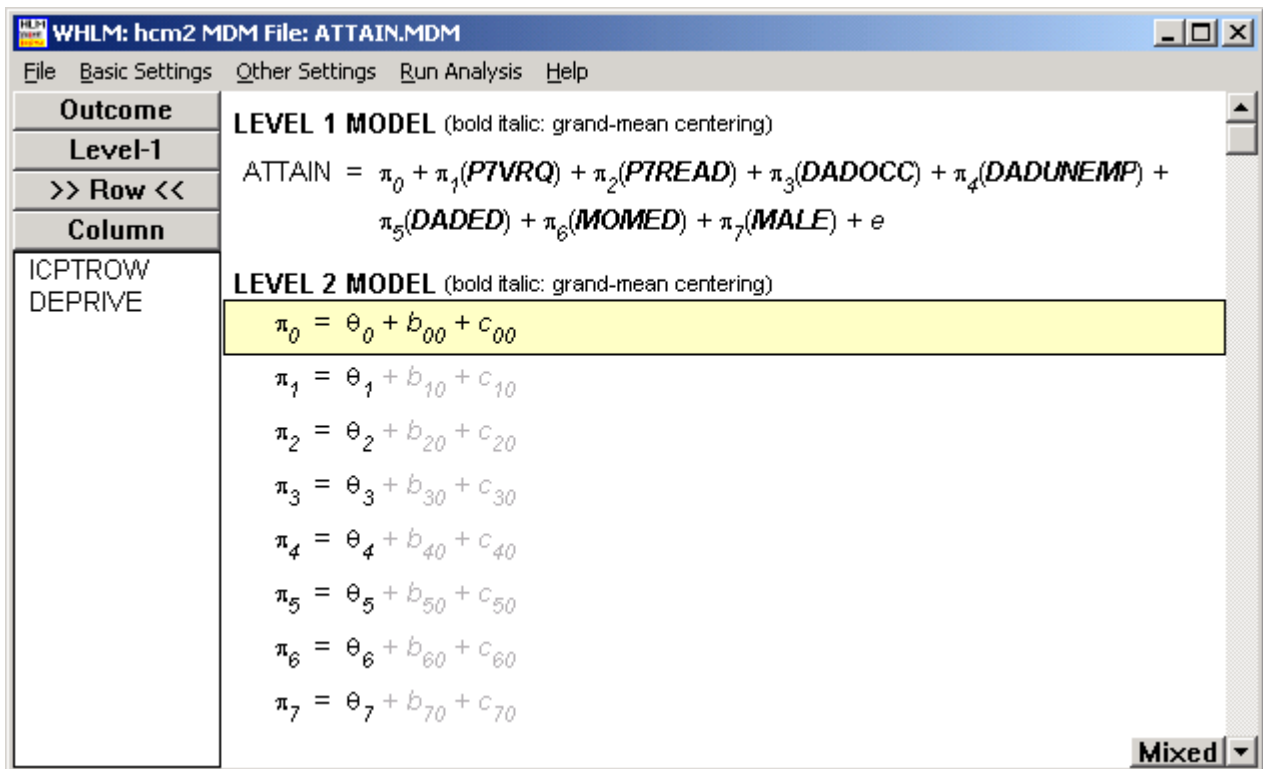 WHLM: hcm2 MDM File: ATTAIN.MDM
File Basic Settings Other Settings Run Analysis Help
Outcome
Level-1
>> Row <<
Column
ICPTROW
DEPRIVE
LEVEL 1 MODEL (bold italic: grand-mean centering)
ATTAIN = π₀ + π₁(P7VRQ) + π₂(P7READ) + π₃(DADOCC) + π₄(DADUNEMP) +
π₅(DADED) + π₆(MOMED) + π₇(MALE) + e
LEVEL 2 MODEL (bold italic: grand-mean centering)
π₀ = θ₀ + b₀₀ + c₀₀
π₁ = θ₁ + b₁₀ + c₁₀
π₂ = θ₂ + b₂₀ + c₂₀
π₃ = θ₃ + b₃₀ + c₃₀
π₄ = θ₄ + b₄₀ + c₄₀
π₅ = θ₅ + b₅₀ + c₅₀
π₆ = θ₆ + b₆₀ + c₆₀
π₇ = θ₇ + b₇₀ + c₇₀
Mixed